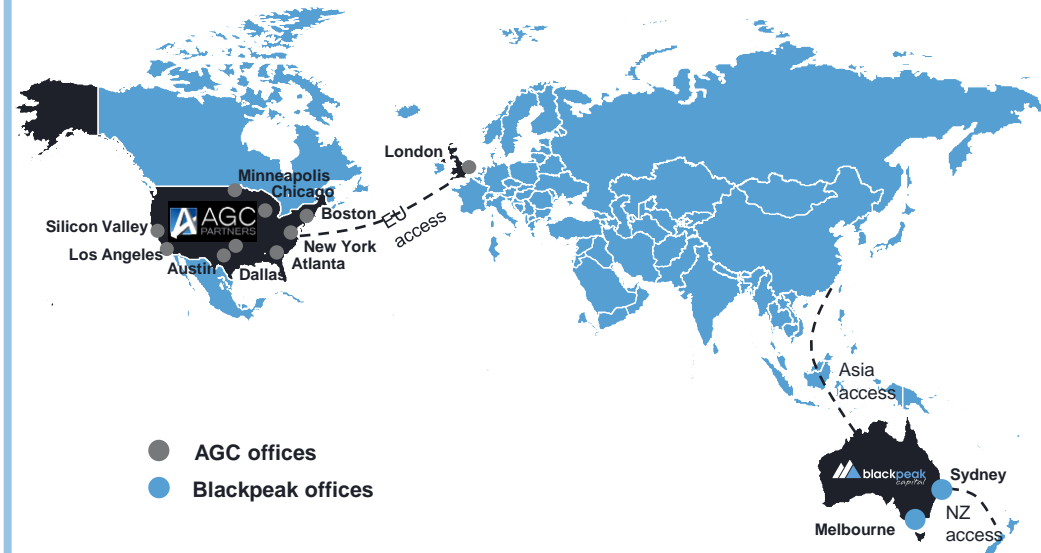 London
Minneapolis
Chicago
AGC
PARTNERS
Boston
EU
access
Silicon Valley
New York
Los Angeles
Atlanta
Austin
Dallas
Asia
access
AGC offices
blackpeak
capital
Sydney
Blackpeak offices
NZ
access
Melbourne